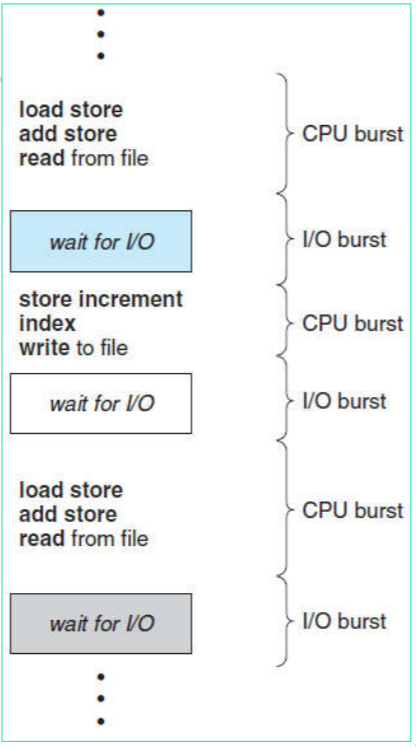 load store
add store
read from file
CPU burst
wait for I/O
I/O burst
store increment
index
write to file
CPU burst
wait for I/O
I/O burst
load store
add store
read from file
CPU burst
wait for I/O
I/O burst